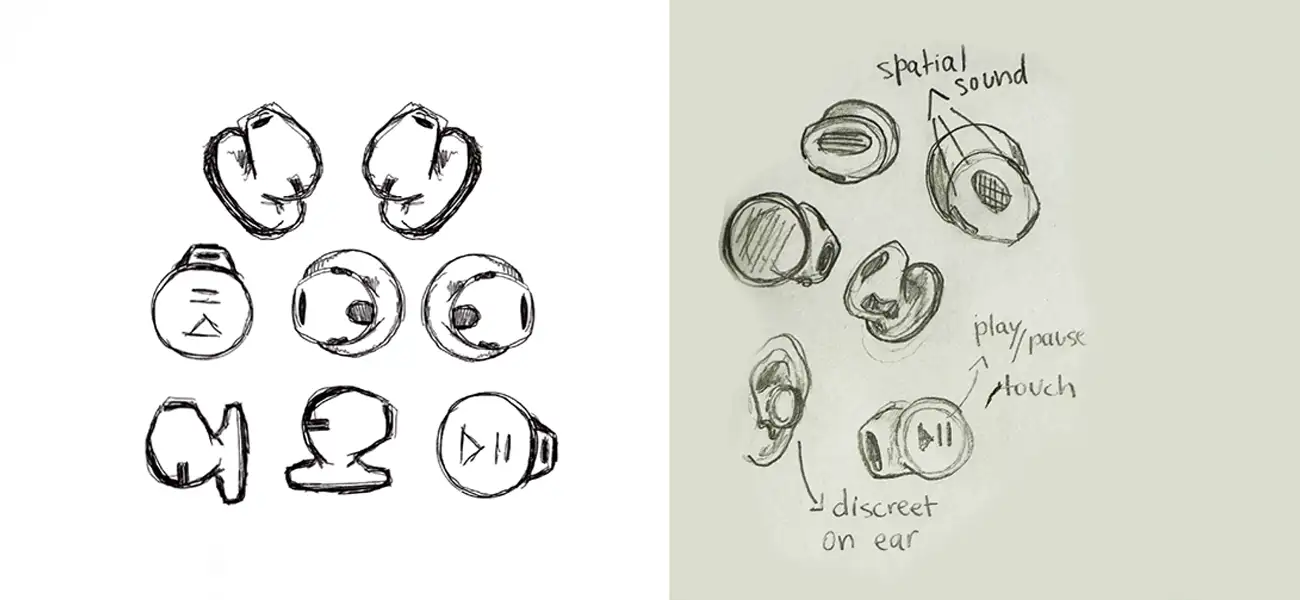 spatial
sound
play/pause
/touch
discreet
on ear